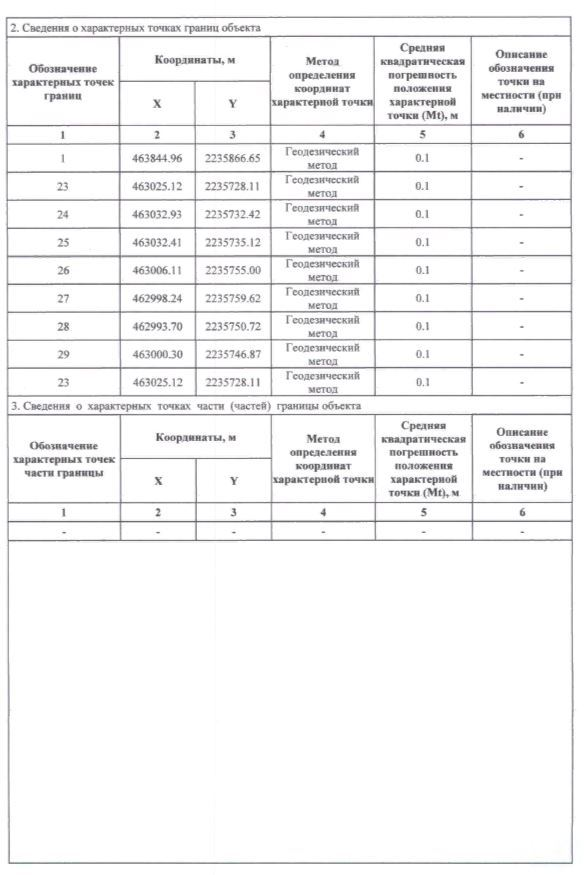 2. Сведения о характерных точках границ объекта
Обозначение характерных точек границ | Координаты, м | Метод определения координат характерной точки | Средняя квадратическая погрешность положения характерной точки (Mt), м | Описание обозначения точки на местности (при наличии)
X | Y
1 | 2 | 3 | 4 | 5 | 6
1 | 463844.96 | 2235866.65 | Геодезический метод | 0.1 | -
23 | 463025.12 | 2235728.11 | Геодезический метод | 0.1 | -
24 | 463032.93 | 2235732.42 | Геодезический метод | 0.1 | -
25 | 463032.41 | 2235735.12 | Геодезический метод | 0.1 | -
26 | 463006.11 | 2235755.00 | Геодезический метод | 0.1 | -
27 | 462998.24 | 2235759.62 | Геодезический метод | 0.1 | -
28 | 462993.70 | 2235750.72 | Геодезический метод | 0.1 | -
29 | 463000.30 | 2235746.87 | Геодезический метод | 0.1 | -
23 | 463025.12 | 2235728.11 | Геодезический метод | 0.1 | -
3. Сведения о характерных точках части (частей) границы объекта
Обозначение характерных точек части границы | Координаты, м | Метод определения координат характерной точки | Средняя квадратическая погрешность положения характерной точки (Mt), м | Описание обозначения точки на местности (при наличии)
X | Y
1 | 2 | 3 | 4 | 5 | 6
- | - | - | - | - | -